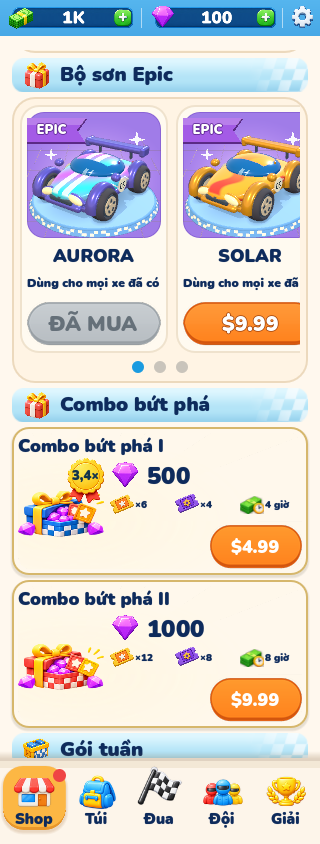 1K
100
Bộ sơn Epic
EPIC
EPIC
AURORA
SOLAR
Dùng cho mọi xe đã có
Dùng cho mọi xe đã
ĐÃ MUA
$9.99
Combo bứt phá
Combo bứt phá I
3,4x
500
x6
x4
4 giờ
$4.99
Combo bứt phá II
1000
x12
x8
8 giờ
$9.99
Gói tuần
Shop
Túi
Đua
Đội
Giải